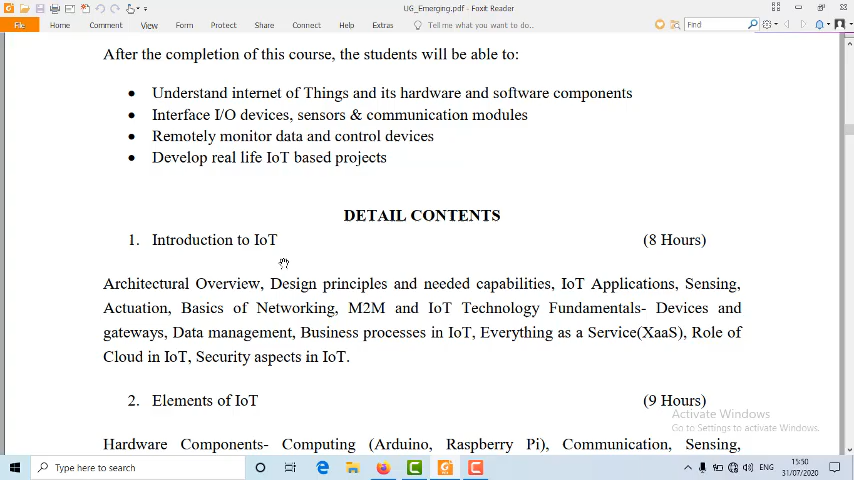 UG_Emerging.pdf - Foxit Reader
File Home Comment View Form Protect Share Connect Help Extras Tell me what you want to do... Find
After the completion of this course, the students will be able to:
• Understand internet of Things and its hardware and software components
• Interface I/O devices, sensors & communication modules
• Remotely monitor data and control devices
• Develop real life IoT based projects
DETAIL CONTENTS
1. Introduction to IoT (8 Hours)
Architectural Overview, Design principles and needed capabilities, IoT Applications, Sensing,
Actuation, Basics of Networking, M2M and IoT Technology Fundamentals- Devices and
gateways, Data management, Business processes in IoT, Everything as a Service(XaaS), Role of
Cloud in IoT, Security aspects in IoT.
2. Elements of IoT (9 Hours)
Activate Windows
Go to Settings to activate Windows.
Hardware Components- Computing (Arduino, Raspberry Pi), Communication, Sensing,
Type here to search
ENG
15:50
31/07/2020